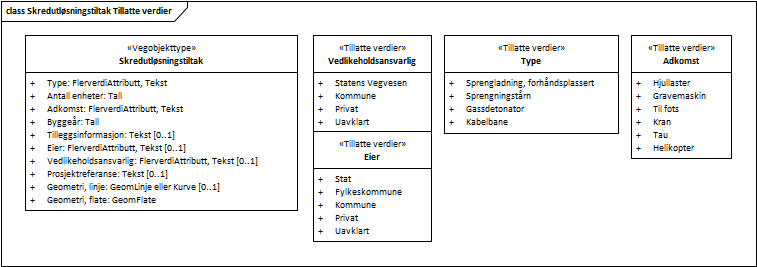 class Skredutløsningstiltak Tillatte verdier
«Vegobjekttype»
Skredutløsningstiltak
+ Type: FlerverdiAttributt, Tekst
+ Antall enheter: Tall
+ Adkomst: FlerverdiAttributt, Tekst
+ Byggeår: Tall
+ Tilleggsinformasjon: Tekst [0..1]
+ Eier: FlerverdiAttributt, Tekst [0..1]
+ Vedlikeholdsansvarlig: FlerverdiAttributt, Tekst [0..1]
+ Prosjektreferanse: Tekst [0..1]
+ Geometri, linje: GeomLinje eller Kurve [0..1]
+ Geometri, flate: GeomFlate
«Tillatte verdier»
Vedlikeholdsansvarlig
+ Statens Vegvesen
+ Kommune
+ Privat
+ Uavklart
«Tillatte verdier»
Eier
+ Stat
+ Fylkeskommune
+ Kommune
+ Privat
+ Uavklart
«Tillatte verdier»
Type
+ Sprengladning, forhåndsplassert
+ Sprengningstårn
+ Gassdetonator
+ Kabelbane
«Tillatte verdier»
Adkomst
+ Hjullaster
+ Gravemaskin
+ Til fots
+ Kran
+ Tau
+ Helikopter